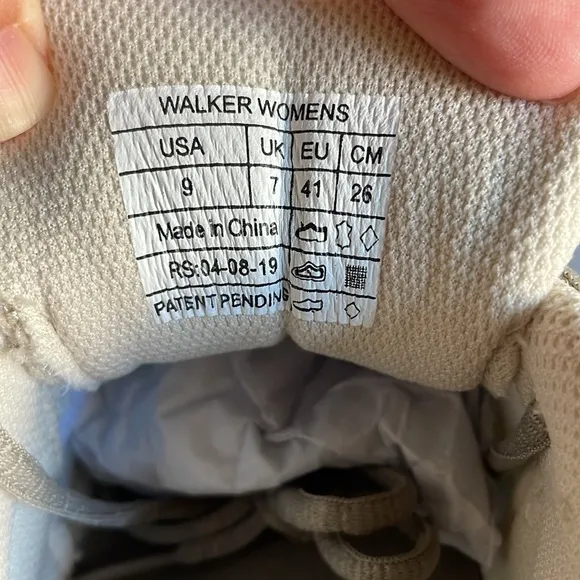 WALKER WOMENS
USA UK EU CM
9 7 41 26
Made in China
RS:04-08-19
PATENT PENDING